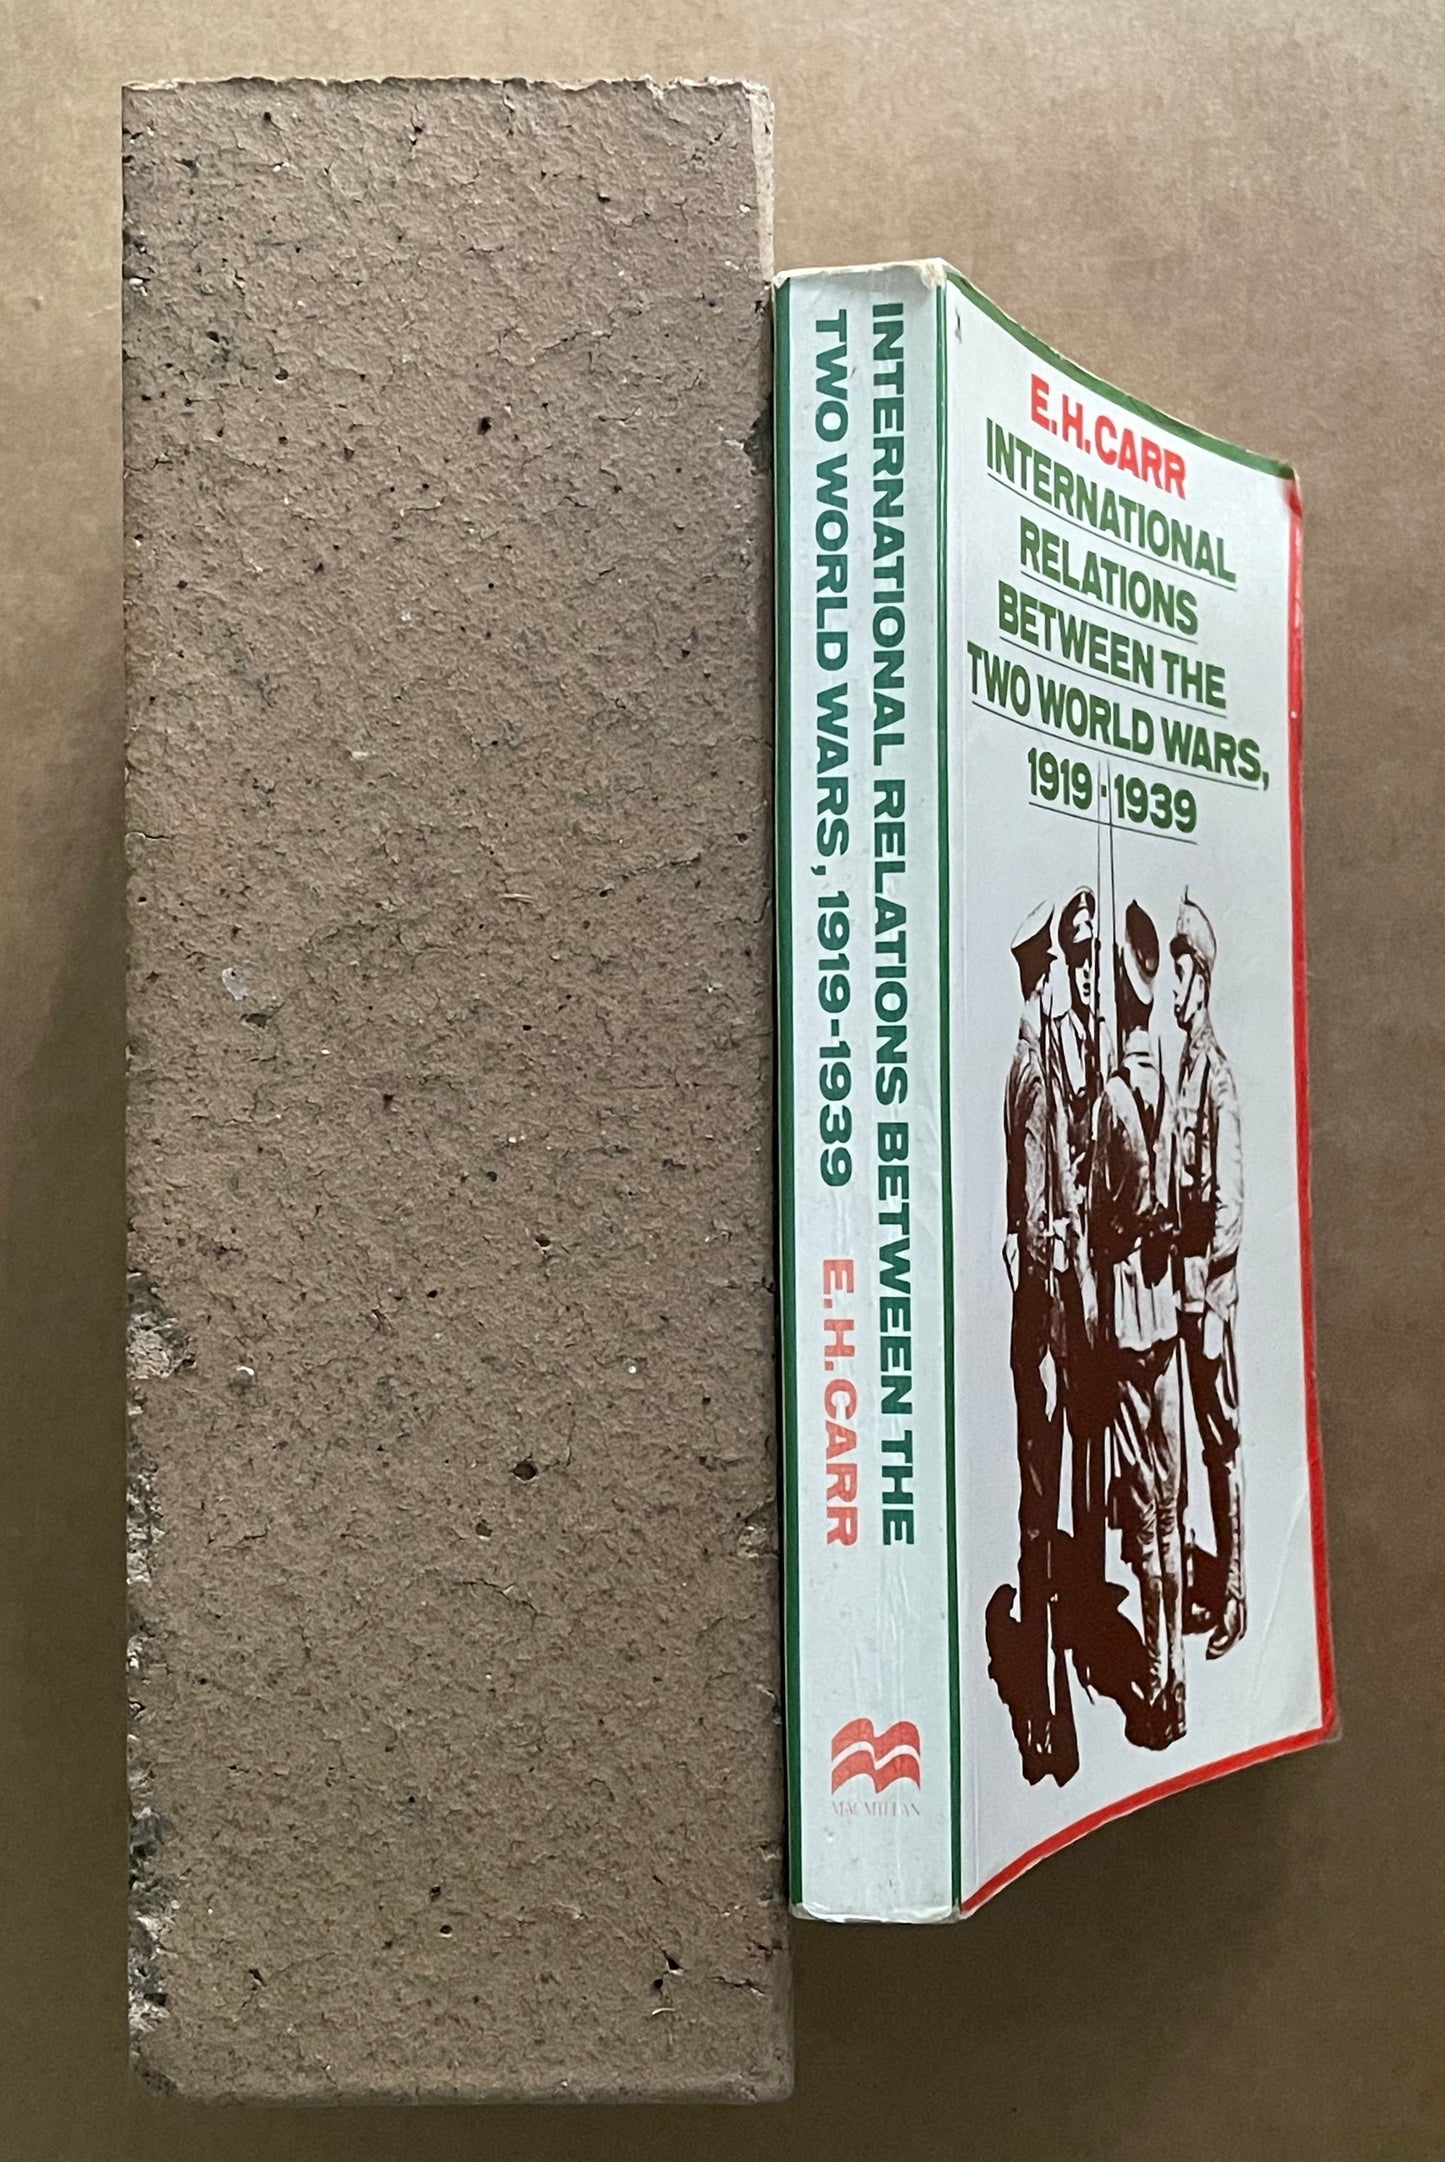 INTERNATIONAL RELATIONS BETWEEN THE
TWO WORLD WARS, 1919-1939 E. H. CARR
MACMILLAN
E. H. CARR
INTERNATIONAL
RELATIONS
BETWEEN THE
TWO WORLD WARS,
1919-1939